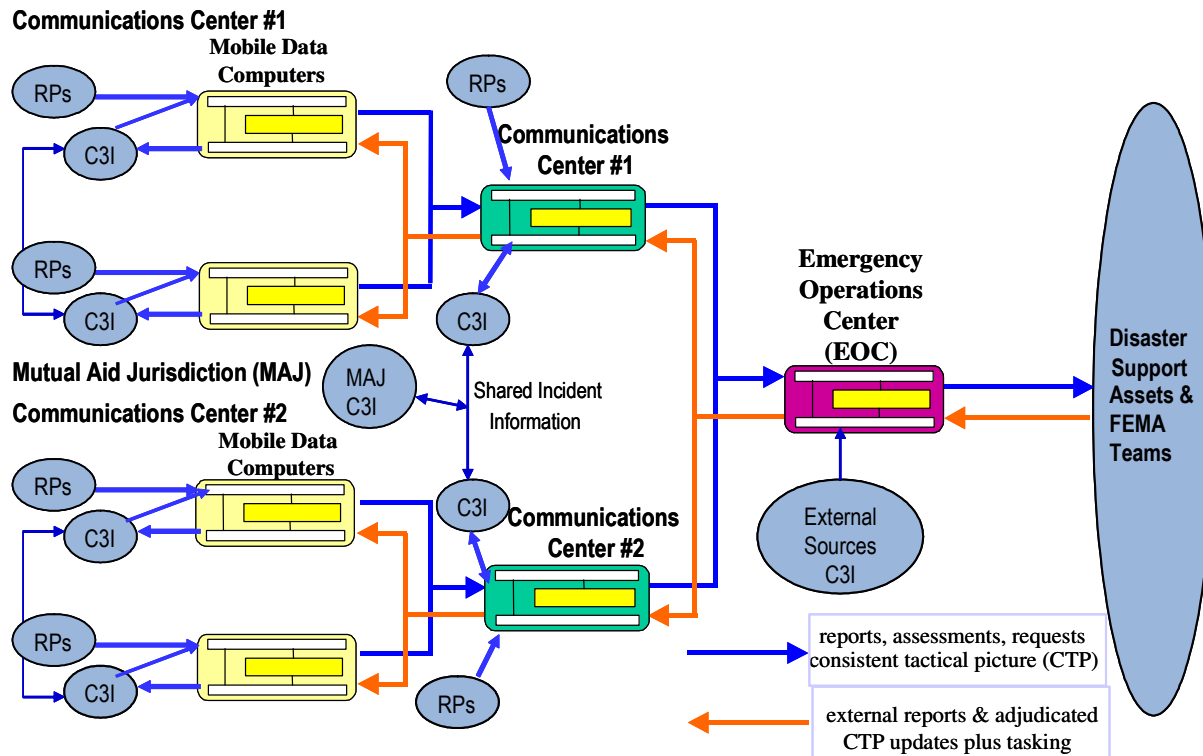 Communications Center #1
Mobile Data
Computers
RPs
C3I
RPs
C3I
RPs
Communications
Center #1
C3I
Mutual Aid Jurisdiction (MAJ)
MAJ
C3I
Shared Incident
Information
Communications Center #2
Mobile Data
Computers
RPs
C3I
RPs
C3I
C3I
Communications
Center #2
RPs
Emergency
Operations
Center
(EOC)
External
Sources
C3I
Disaster
Support
Assets &
FEMA
Teams
reports, assessments, requests
consistent tactical picture (CTP)
external reports & adjudicated
CTP updates plus tasking